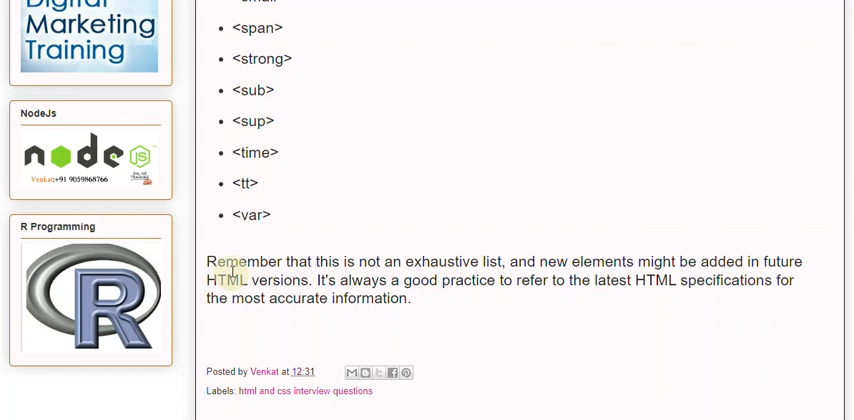 Digital
Marketing
Training
NodeJs
node
JS
Venkat:+91 9059868766
ONLINE
TRAINING
R Programming
R
<span>
<strong>
<sub>
<sup>
<time>
<tt>
<var>
Remember that this is not an exhaustive list, and new elements might be added in future
HTML versions. It's always a good practice to refer to the latest HTML specifications for
the most accurate information.
Posted by Venkat at 12:31
Labels: html and css interview questions